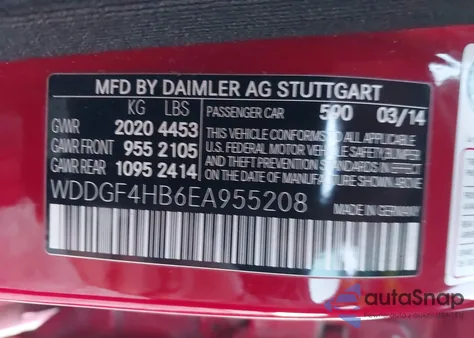 MFD BY DAIMLER AG STUTTGART
KG LBS
GVWR 2020 4453
GAWR FRONT 955 2105
GAWR REAR 1095 2414
PASSENGER CAR 590 03/14
THIS VEHICLE CONFORMS TO ALL APPLICABLE
U.S. FEDERAL MOTOR VEHICLE SAFETY, BUMPER
AND THEFT PREVENTION STANDARDS IN EFFECT
ON THE DATE OF MANUFACTURE SHOWN ABOVE.
WDDGF4HB6EA955208
MADE IN GERMANY
autoSnap